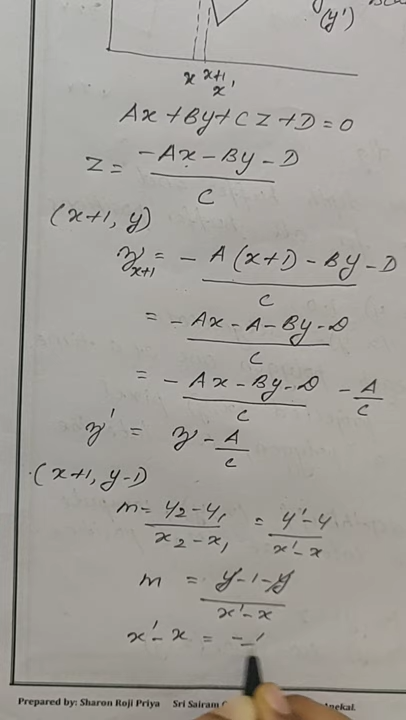 (y')
x x+1
x'
Ax + By + Cz + D = 0
z = -Ax - By - D
C
(x+1, y)
z x+1 = - A(x+1) - By - D
C
= - Ax - A - By - D
C
= - Ax - By - D - A
C C
z' = z - A
C
(x+1, y-1)
m = y2 - y1 = y' - y
x2 - x1 x' - x
m = y - 1 - y
x' - x
x' - x = -1
Prepared by: Sharon Roji Priya Sri Sairam Anekal.